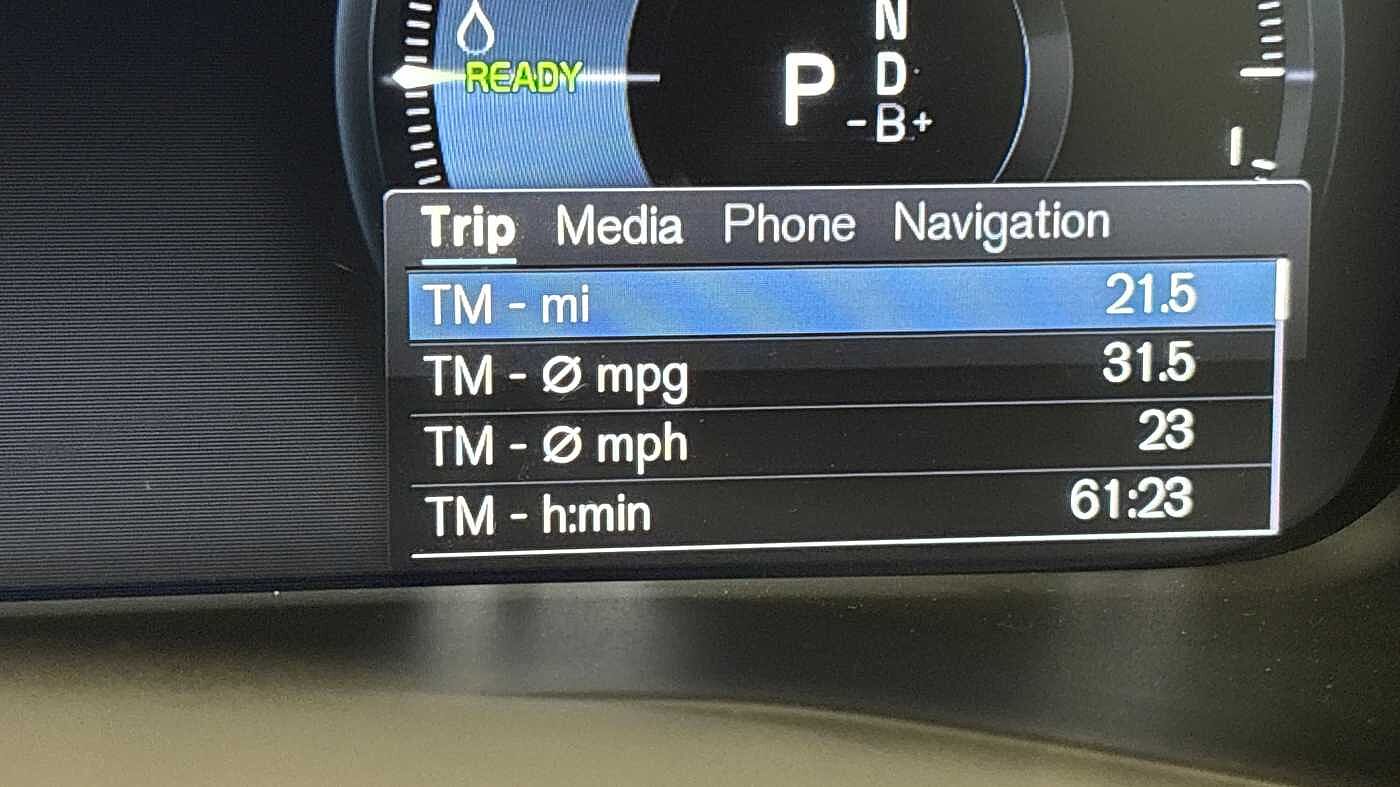 N
READY
P
D
-B+
Trip Media Phone Navigation
TM - mi 21.5
TM - Ø mpg 31.5
TM - Ø mph 23
TM - h:min 61:23